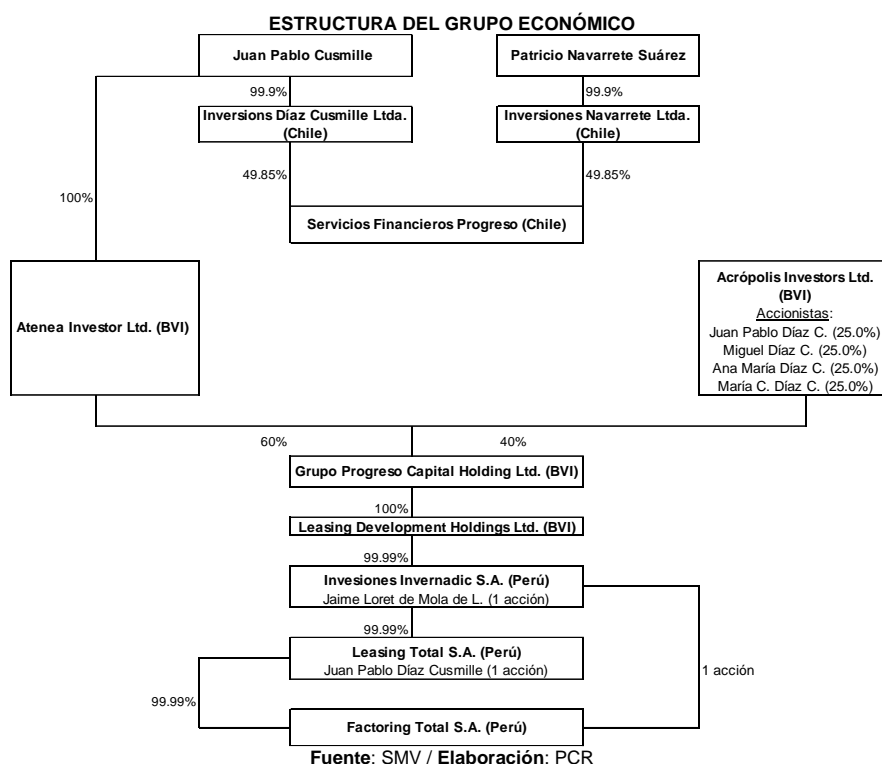 ESTRUCTURA DEL GRUPO ECONÓMICO
Juan Pablo Cusmille
Patricio Navarrete Suárez
99.9%
99.9%
Inversions Díaz Cusmille Ltda.
(Chile)
Inversiones Navarrete Ltda.
(Chile)
49.85%
49.85%
100%
Servicios Financieros Progreso (Chile)
Atenea Investor Ltd. (BVI)
Acrópolis Investors Ltd.
(BVI)
Accionistas:
Juan Pablo Díaz C. (25.0%)
Miguel Díaz C. (25.0%)
Ana María Díaz C. (25.0%)
María C. Díaz C. (25.0%)
60%
40%
Grupo Progreso Capital Holding Ltd. (BVI)
100%
Leasing Development Holdings Ltd. (BVI)
99.99%
Invesiones Invernadic S.A. (Perú)
Jaime Loret de Mola de L. (1 acción)
99.99%
Leasing Total S.A. (Perú)
Juan Pablo Díaz Cusmille (1 acción)
1 acción
99.99%
Factoring Total S.A. (Perú)
Fuente: SMV / Elaboración: PCR